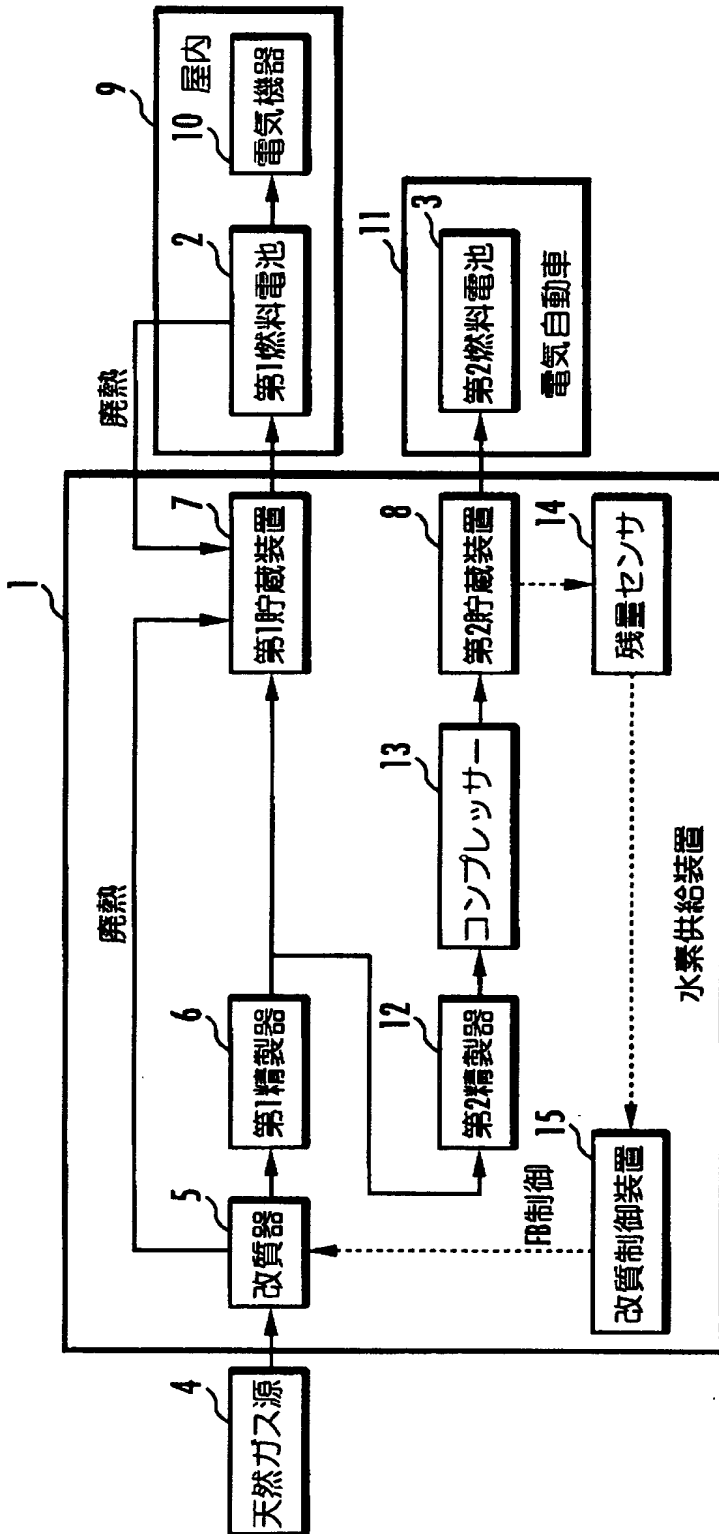 1
廃熱
廃熱
4
天然ガス源
5
改質器
6
第1精製器
7
第1貯蔵装置
9
屋内
2
第1燃料電池
10
電気機器
12
第2精製器
13
コンプレッサー
8
第2貯蔵装置
11
3
第2燃料電池
電気自動車
FB制御
15
改質制御装置
14
残量センサ
水素供給装置